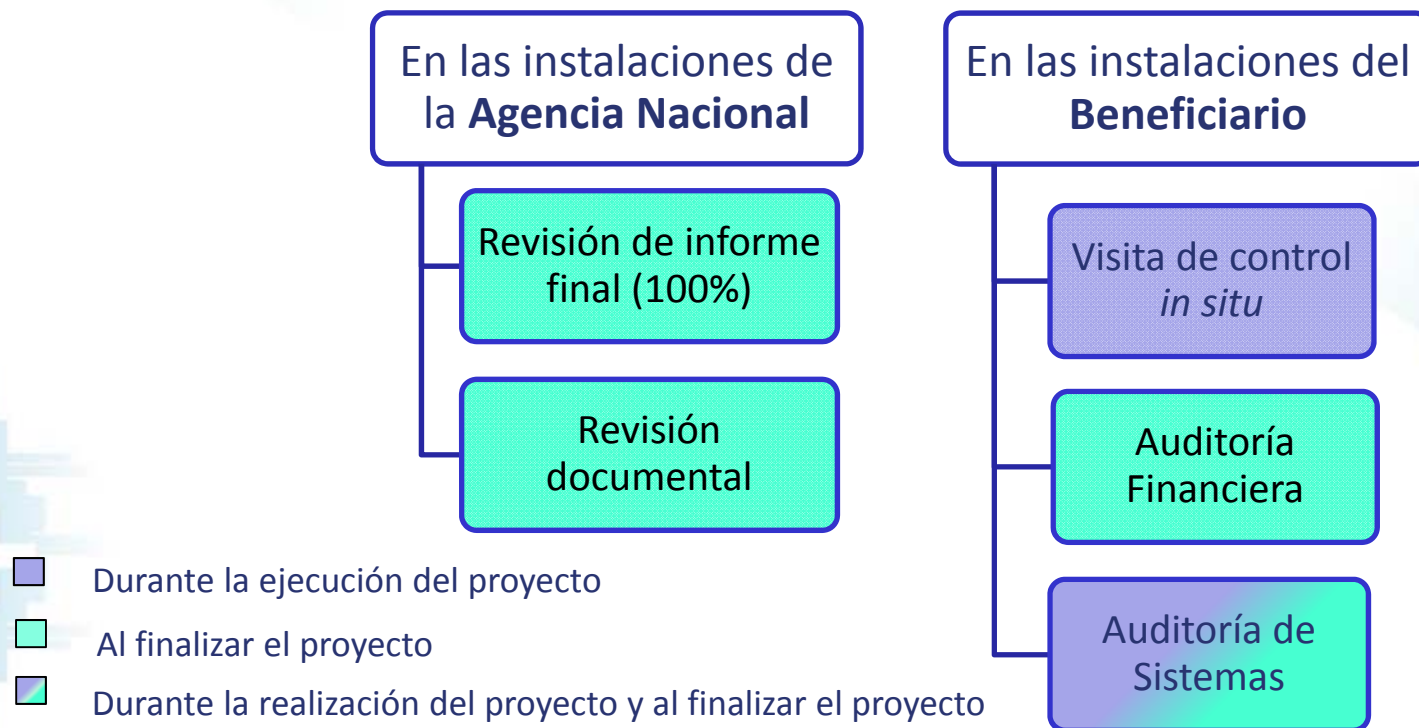 En las instalaciones de
la Agencia Nacional
Revisión de informe
final (100%)
Revisión
documental
En las instalaciones del
Beneficiario
Visita de control
in situ
Auditoría
Financiera
Auditoría de
Sistemas
Durante la ejecución del proyecto
Al finalizar el proyecto
Durante la realización del proyecto y al finalizar el proyecto